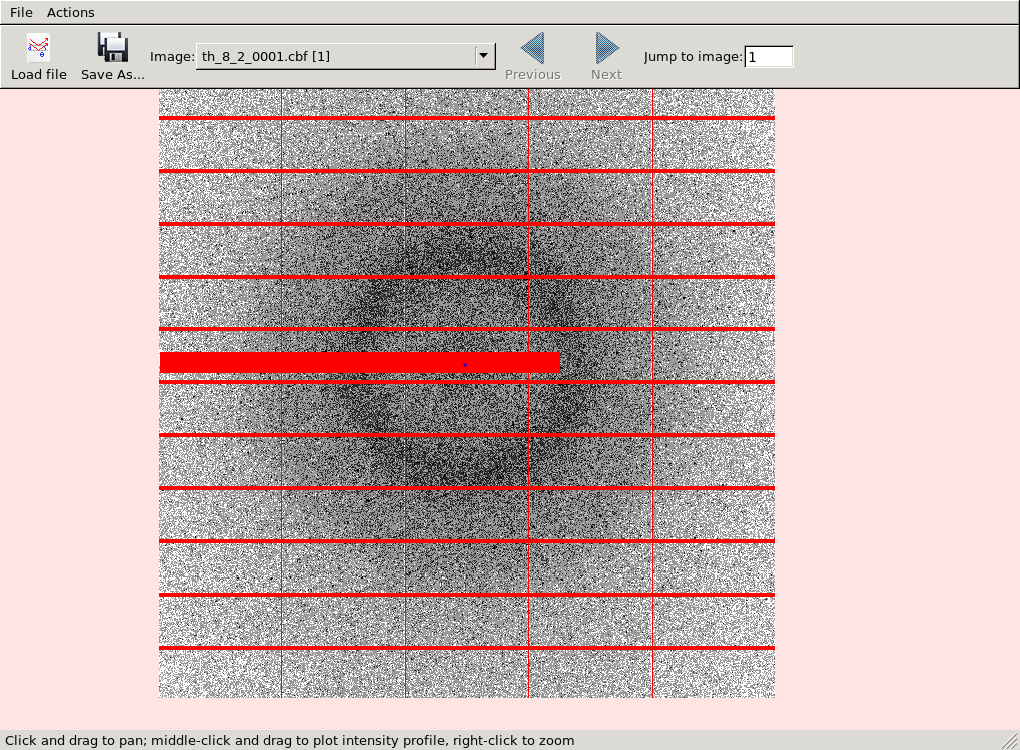 File Actions
Load file Save As... Image: th_8_2_0001.cbf [1] Previous Next Jump to image: 1
Click and drag to pan; middle-click and drag to plot intensity profile, right-click to zoom